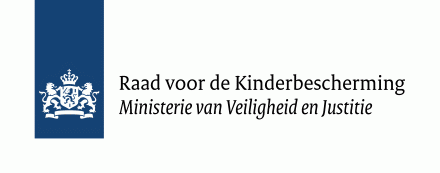 Raad voor de Kinderbescherming
Ministerie van Veiligheid en Justitie